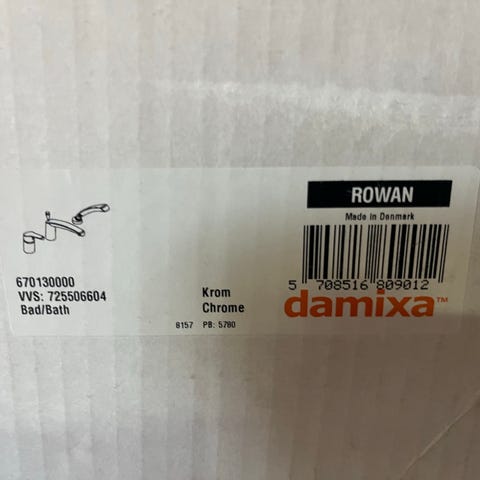 ROWAN
Made in Denmark
5 708516 809012
damixa™
670130000
VVS: 725506604
Bad/Bath
Krom
Chrome
8157 PB: 5780